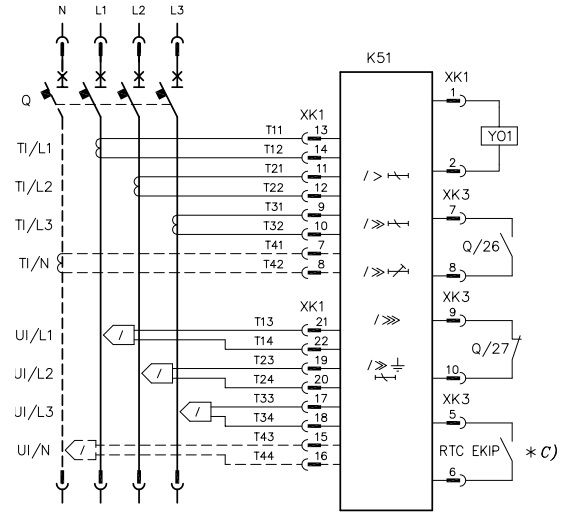 N L1 L2 L3
K51
XK1
1
Q
XK1
T11 13
YO1
TI/L1
T12 14
T21 11
2
TI/L2
T22 12
/>
XK3
T31 9
7
TI/L3
T32 10
/≫
Q/26
T41 7
TI/N
T42 8
/≫
8
XK3
XK1
9
T13 21
/⋙
UI/L1
/
T14 22
Q/27
T23 19
/≫
UI/L2
/
T24 20
10
T33 17
XK3
UI/L3
/
T34 18
5
T43 15
UI/N
/
RTC EKIP *C)
T44 16
6